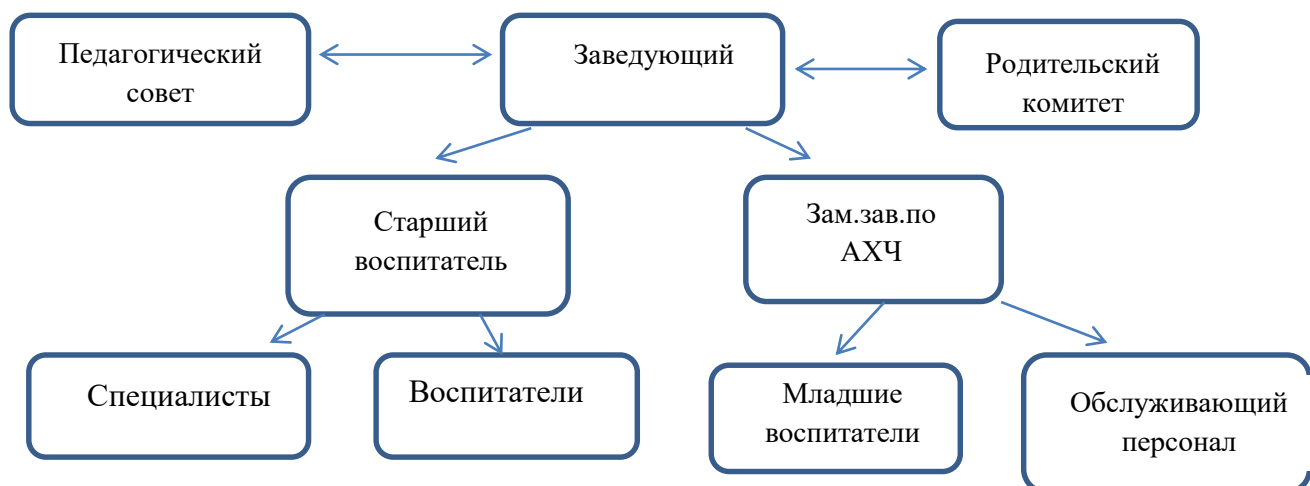 Педагогический
совет
Заведующий
Родительский
комитет
Старший
воспитатель
Зам.зав.по
АХЧ
Специалисты
Воспитатели
Младшие
воспитатели
Обслуживающий
персонал